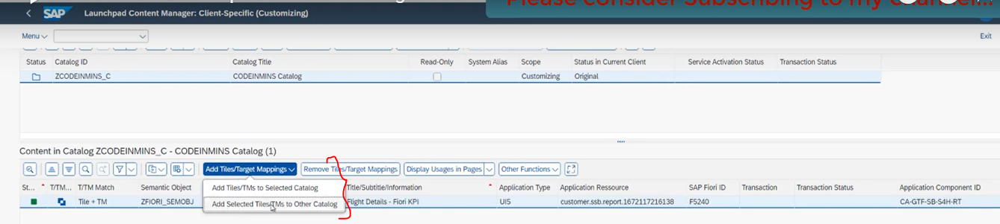 Please consider Subscribing to my channel...
SAP Launchpad Content Manager: Client-Specific (Customizing)
Menu Exit
Status Catalog ID Catalog Title Read-Only System Alias Scope Status in Current Client Service Activation Status Transaction Status
ZCODEINMINS_C CODEINMINS Catalog Customizing Original
Content in Catalog ZCODEINMINS_C - CODEINMINS Catalog (1)
Add Tiles/Target Mappings Remove Tiles/Target Mappings Display Usages in Pages Other Functions
St... T/TM... T/TM Match Semantic Object Add Tiles/TMs to Selected Catalog Title/Subtitle/Information Application Type Application Ressource SAP Fiori ID Transaction Transaction Status Application Component ID
Tile + TM ZFIORI_SEMOBJ Add Selected Tiles/TMs to Other Catalog Flight Details - Fiori KPI UI5 customer.ssb.report.1672117216138 F5240 CA-GTF-SB-S4H-RT